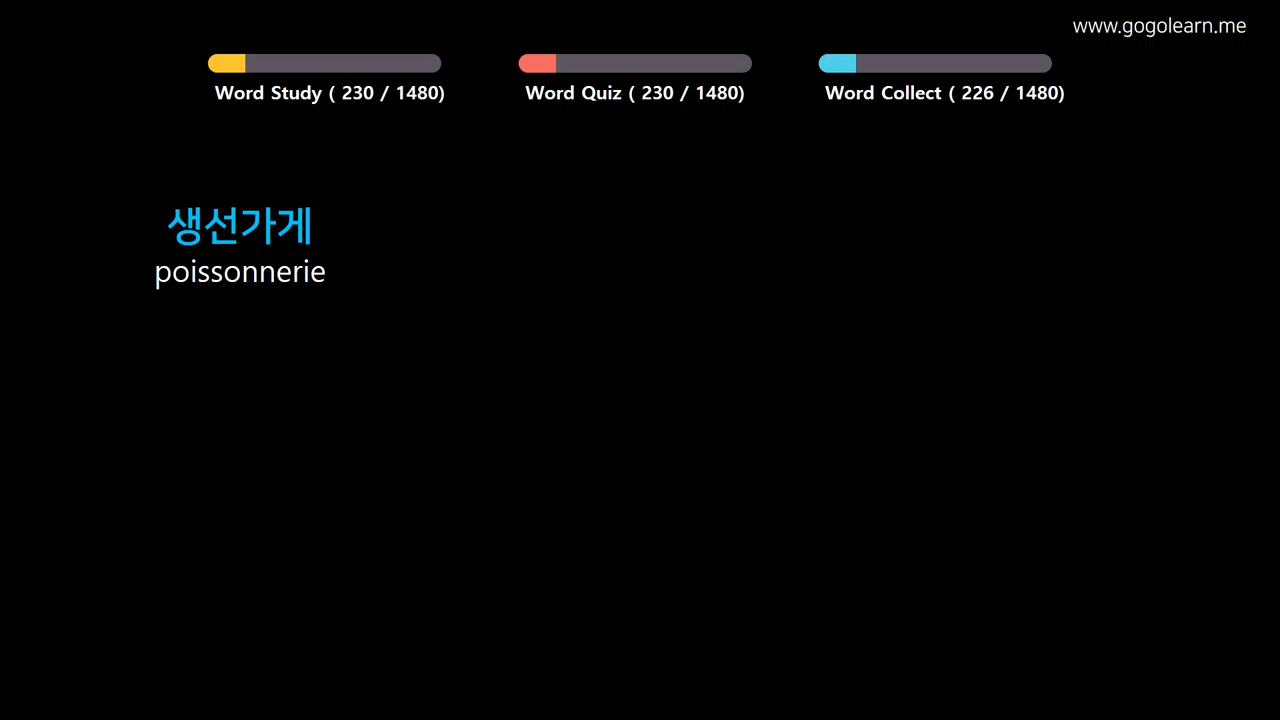 www.gogolearn.me
Word Study ( 230 / 1480)
Word Quiz ( 230 / 1480)
Word Collect ( 226 / 1480)
생선가게
poissonnerie